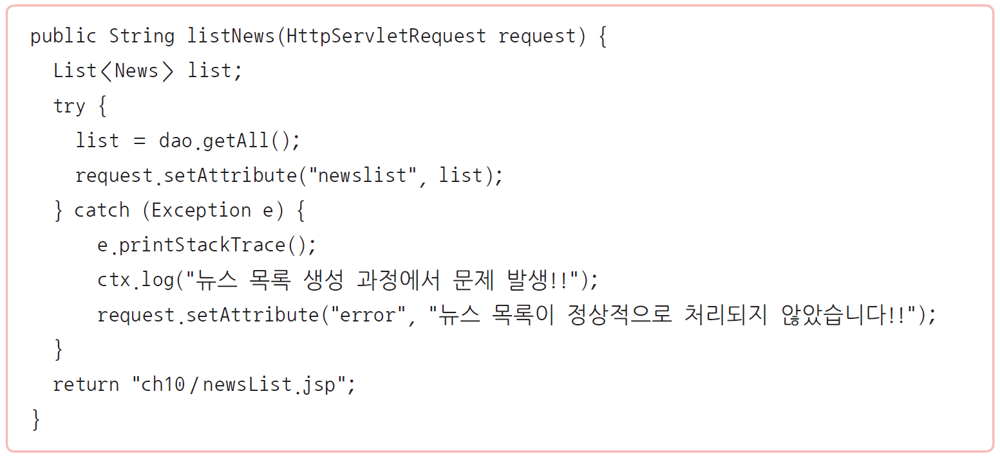 public String listNews(HttpServletRequest request) {
List<News> list;
try {
list = dao.getAll();
request.setAttribute("newslist", list);
} catch (Exception e) {
e.printStackTrace();
ctx.log("뉴스 목록 생성 과정에서 문제 발생!!");
request.setAttribute("error", "뉴스 목록이 정상적으로 처리되지 않았습니다!!");
}
return "ch10/newsList.jsp";
}